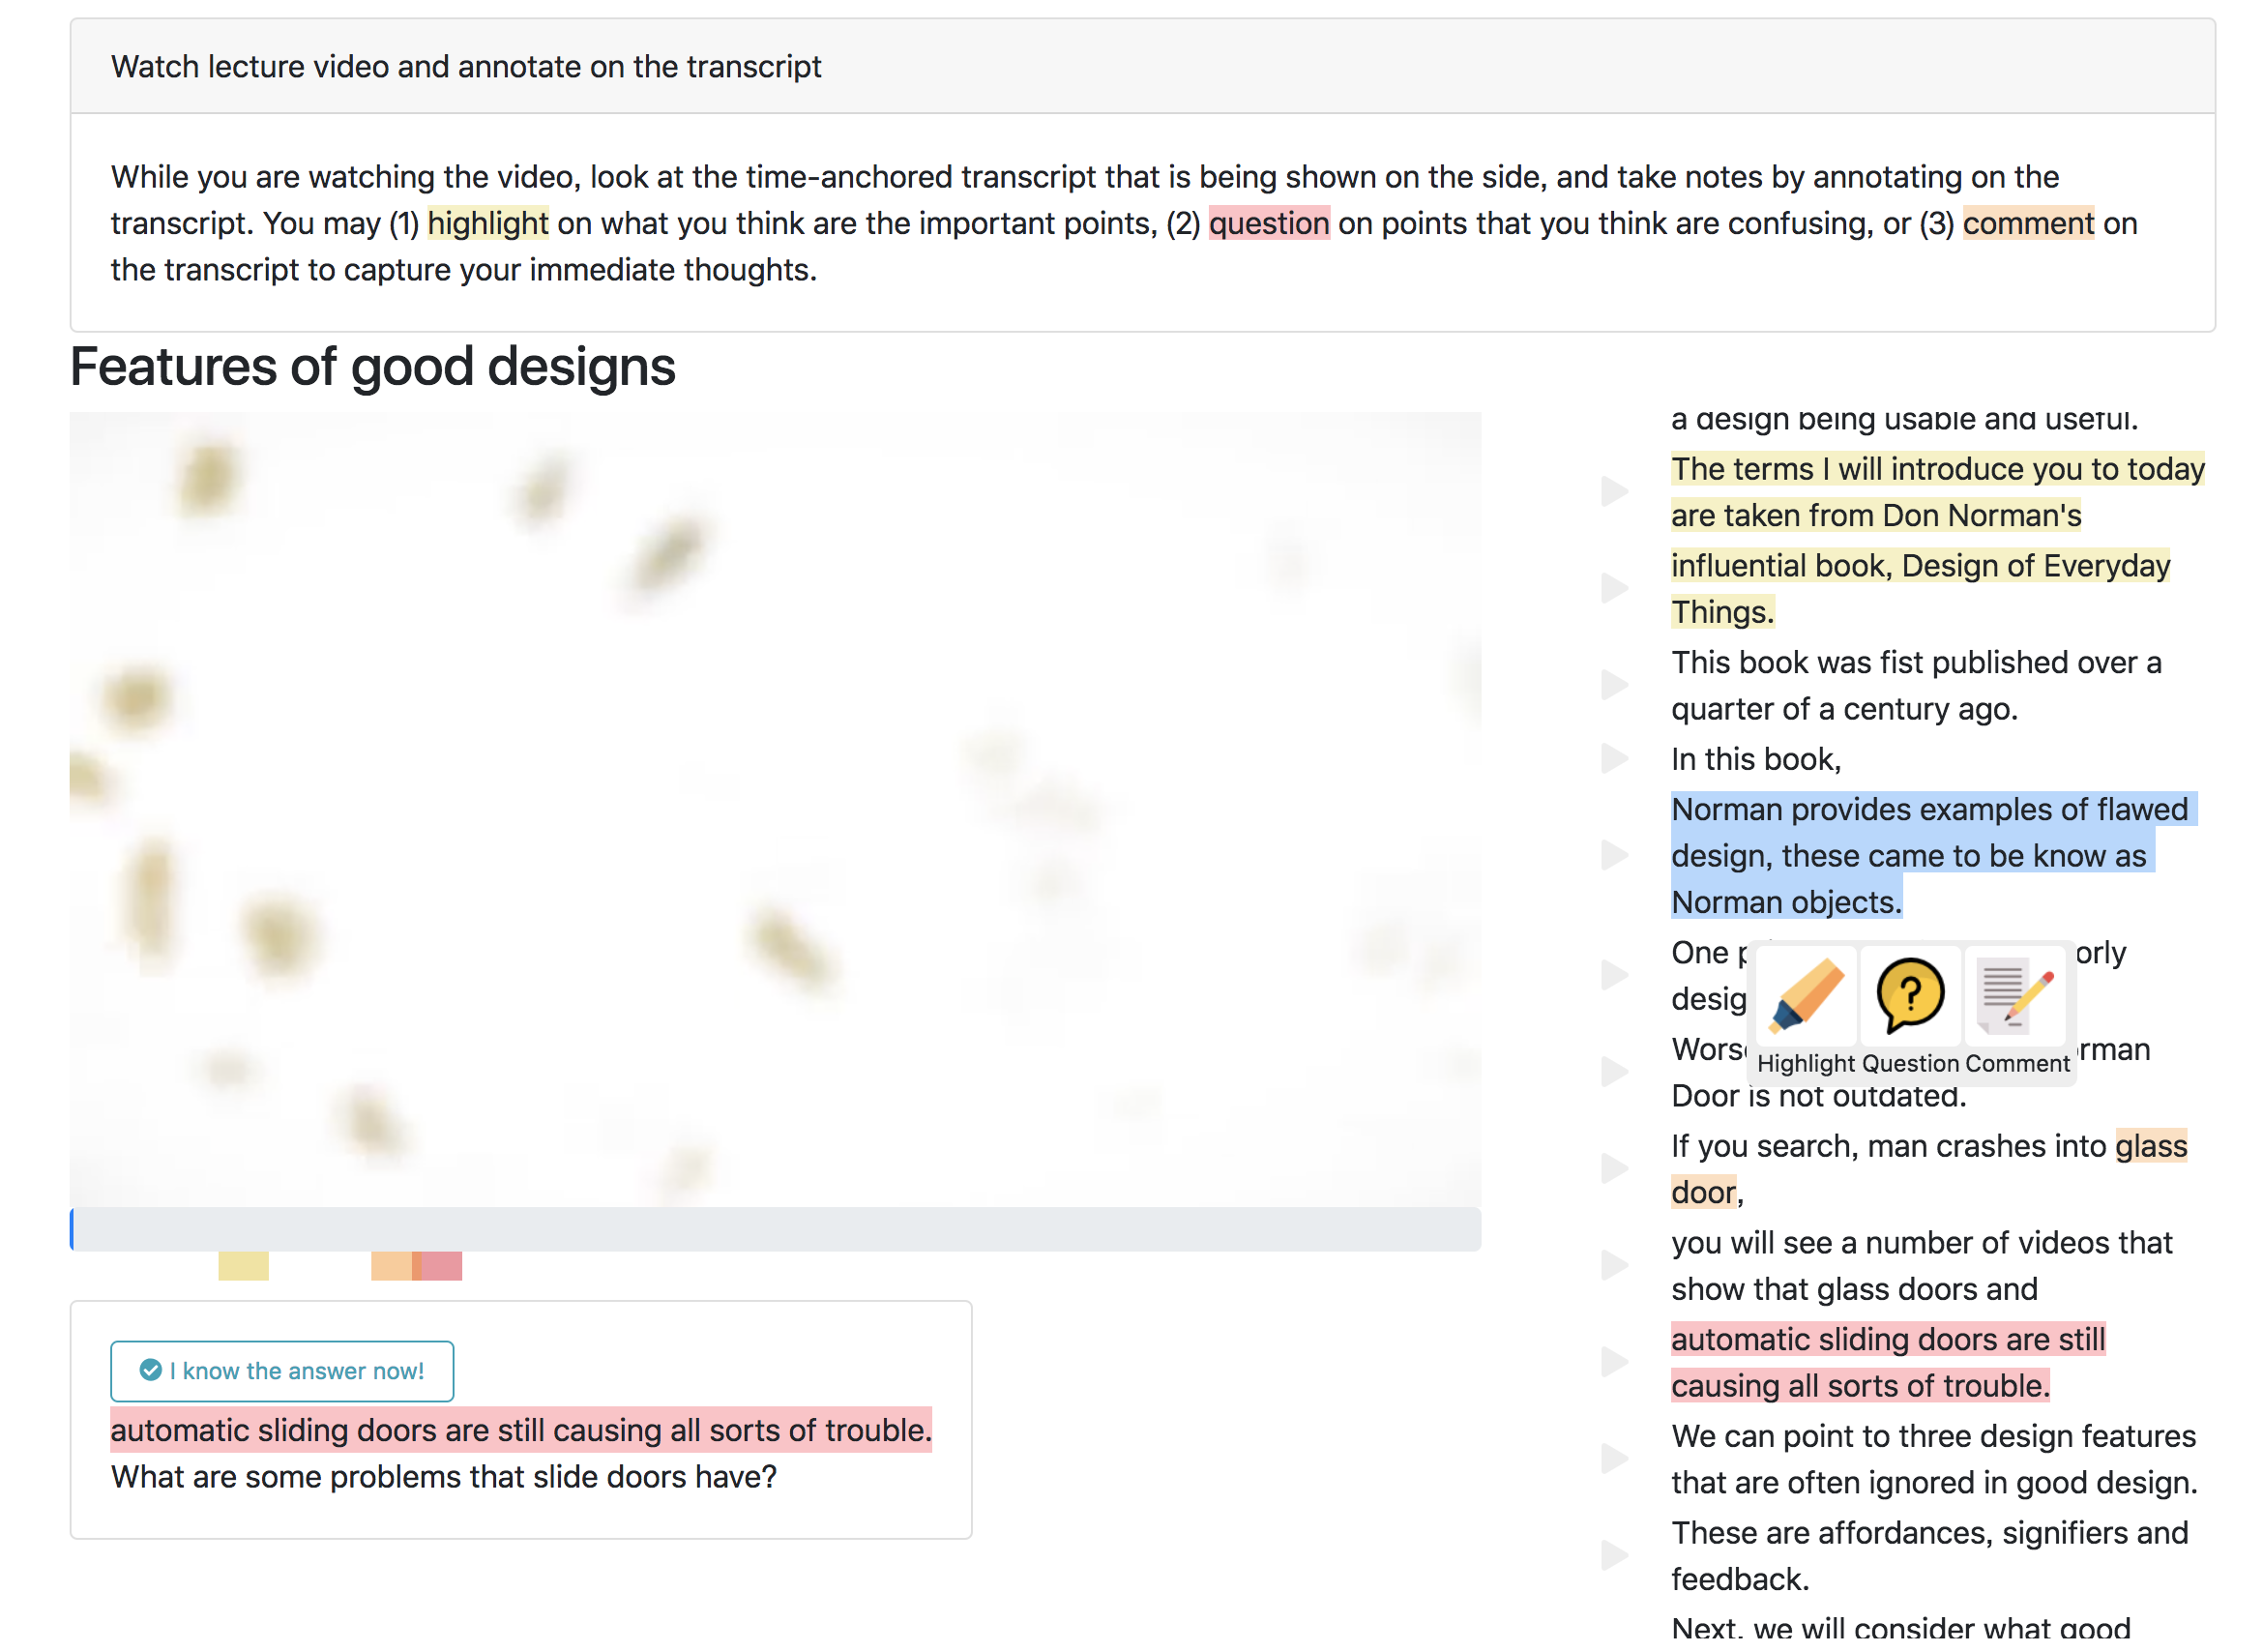 Watch lecture video and annotate on the transcript
While you are watching the video, look at the time-anchored transcript that is being shown on the side, and take notes by annotating on the
transcript. You may (1) highlight on what you think are the important points, (2) question on points that you think are confusing, or (3) comment on
the transcript to capture your immediate thoughts.
Features of good designs
I know the answer now!
automatic sliding doors are still causing all sorts of trouble.
What are some problems that slide doors have?
a design being usable and useful.
The terms I will introduce you to today
are taken from Don Norman's
influential book, Design of Everyday
Things.
This book was fist published over a
quarter of a century ago.
In this book,
Norman provides examples of flawed
design, these came to be know as
Norman objects.
One
Door is not outdated.
Highlight Question Comment
If you search, man crashes into glass
door,
you will see a number of videos that
show that glass doors and
automatic sliding doors are still
causing all sorts of trouble.
We can point to three design features
that are often ignored in good design.
These are affordances, signifiers and
feedback.
Next, we will consider what good